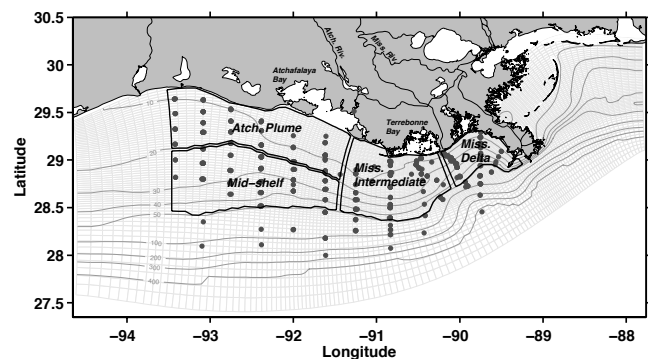 30.5
30
29.5
29
28.5
28
27.5
Latitude
−94
−93
−92
−91
−90
−89
−88
Longitude
Atch. Riv.
Miss. Riv.
Atchafalaya
Bay
Terrebonne
Bay
Atch. Plume
Mid−shelf
Miss.
Intermediate
Miss.
Delta
10
20
30
40
50
100
200
300
400